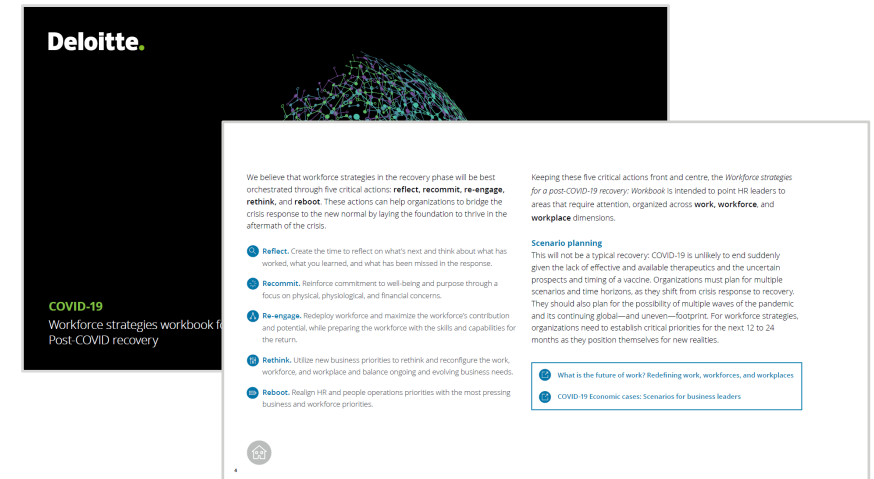 Deloitte.
COVID-19
Workforce strategies workbook f
Post-COVID recovery
We believe that workforce strategies in the recovery phase will be best
orchestrated through five critical actions: reflect, recommit, re-engage,
rethink, and reboot. These actions can help organizations to bridge the
crisis response to the new normal by laying the foundation to thrive in the
aftermath of the crisis.
Reflect. Create the time to reflect on what's next and think about what has
worked, what you learned, and what has been missed in the response.
Recommit. Reinforce commitment to well-being and purpose through a
focus on physical, physiological, and financial concerns.
Re-engage. Redeploy workforce and maximize the workforce's contribution
and potential, while preparing the workforce with the skills and capabilities for
the return.
Rethink. Utilize new business priorities to rethink and reconfigure the work,
workforce, and workplace and balance ongoing and evolving business needs.
Reboot. Realign HR and people operations priorities with the most pressing
business and workforce priorities.
4
Keeping these five critical actions front and centre, the Workforce strategies
for a post-COVID-19 recovery: Workbook is intended to point HR leaders to
areas that require attention, organized across work, workforce, and
workplace dimensions.
Scenario planning
This will not be a typical recovery: COVID-19 is unlikely to end suddenly
given the lack of effective and available therapeutics and the uncertain
prospects and timing of a vaccine. Organizations must plan for multiple
scenarios and time horizons, as they shift from crisis response to recovery.
They should also plan for the possibility of multiple waves of the pandemic
and its continuing global—and uneven—footprint. For workforce strategies,
organizations need to establish critical priorities for the next 12 to 24
months as they position themselves for new realities.
What is the future of work? Redefining work, workforces, and workplaces
COVID-19 Economic cases: Scenarios for business leaders